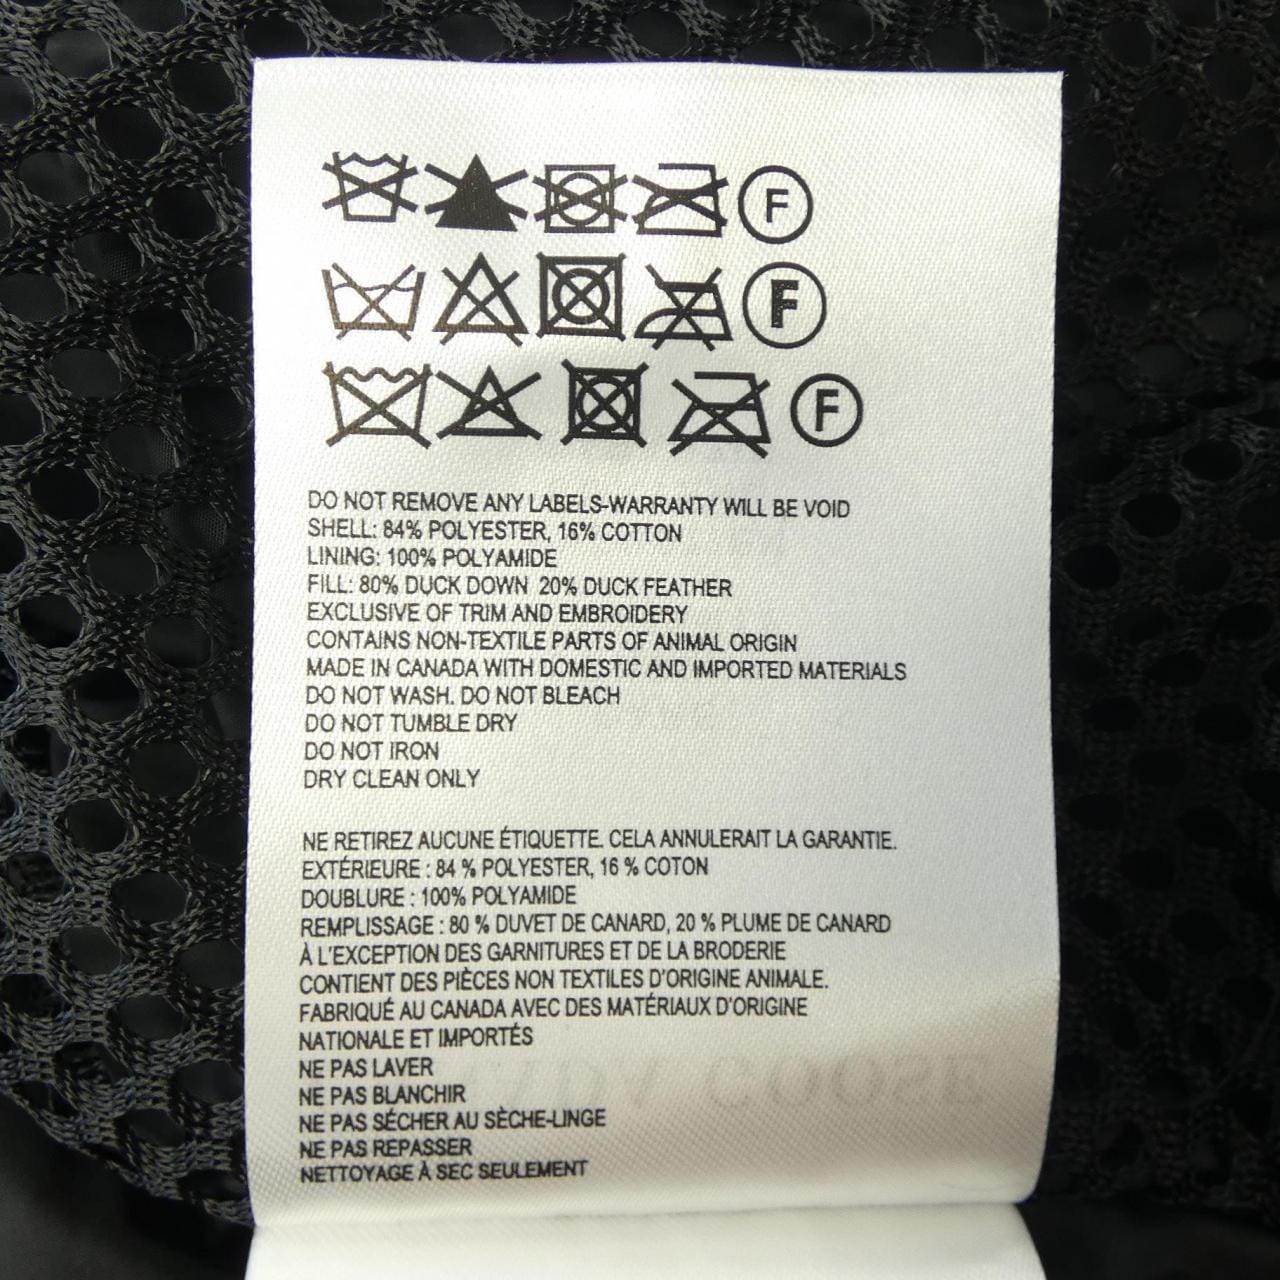 F
F
F
DO NOT REMOVE ANY LABELS-WARRANTY WILL BE VOID
SHELL: 84% POLYESTER, 16% COTTON
LINING: 100% POLYAMIDE
FILL: 80% DUCK DOWN 20% DUCK FEATHER
EXCLUSIVE OF TRIM AND EMBROIDERY
CONTAINS NON-TEXTILE PARTS OF ANIMAL ORIGIN
MADE IN CANADA WITH DOMESTIC AND IMPORTED MATERIALS
DO NOT WASH. DO NOT BLEACH
DO NOT TUMBLE DRY
DO NOT IRON
DRY CLEAN ONLY
NE RETIREZ AUCUNE ÉTIQUETTE. CELA ANNULERAIT LA GARANTIE.
EXTÉRIEURE : 84 % POLYESTER, 16 % COTON
DOUBLURE : 100% POLYAMIDE
REMPLISSAGE : 80 % DUVET DE CANARD, 20 % PLUME DE CANARD
À L'EXCEPTION DES GARNITURES ET DE LA BRODERIE
CONTIENT DES PIÈCES NON TEXTILES D'ORIGINE ANIMALE.
FABRIQUÉ AU CANADA AVEC DES MATÉRIAUX D'ORIGINE
NATIONALE ET IMPORTÉS
NE PAS LAVER
NE PAS BLANCHIR
NE PAS SÉCHER AU SÈCHE-LINGE
NE PAS REPASSER
NETTOYAGE À SEC SEULEMENT